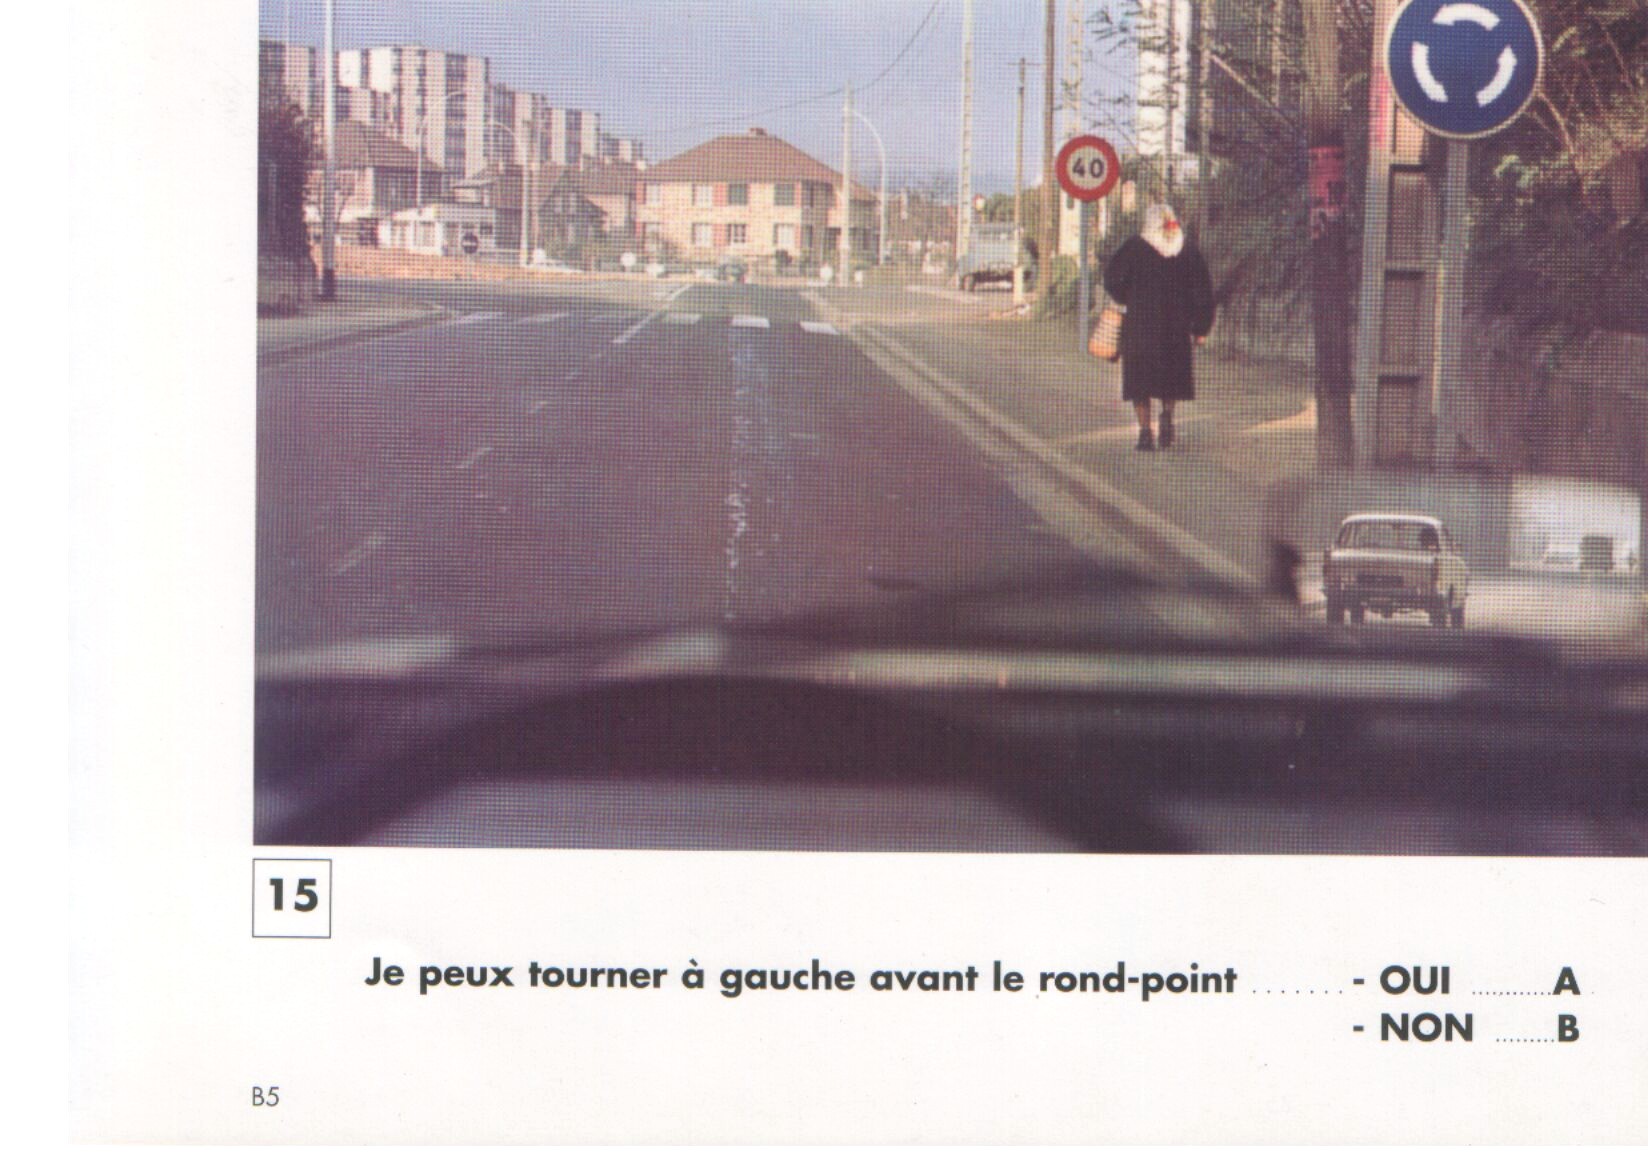 40
15
Je peux tourner à gauche avant le rond-point ....... - OUI ............A
- NON .........B
B5